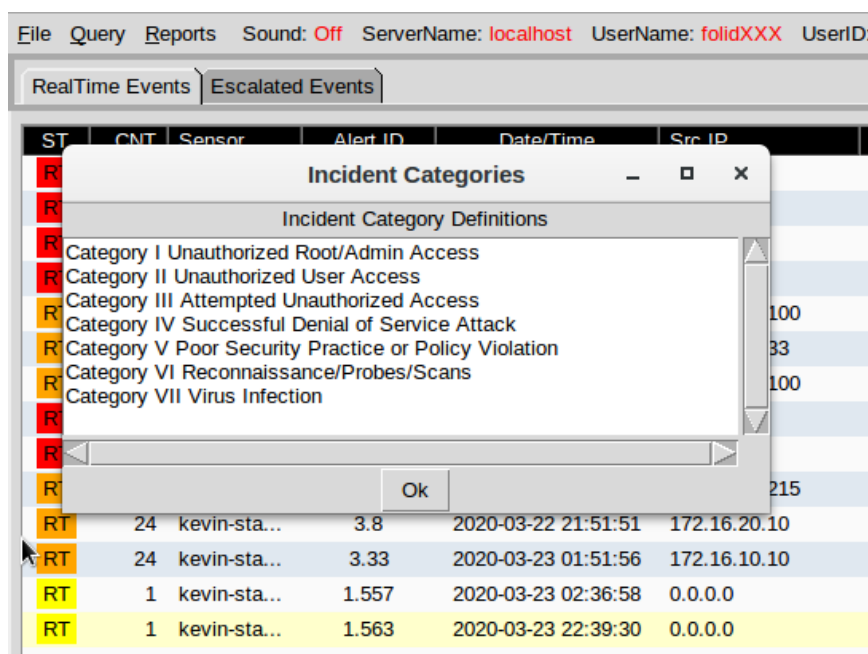 File Query Reports Sound: Off ServerName: localhost UserName: folidXXX UserID:
RealTime Events Escalated Events
ST CNT Sensor Alert ID Date/Time Src IP
Incident Categories
Incident Category Definitions
Category I Unauthorized Root/Admin Access
Category II Unauthorized User Access
Category III Attempted Unauthorized Access
Category IV Successful Denial of Service Attack
Category V Poor Security Practice or Policy Violation
Category VI Reconnaissance/Probes/Scans
Category VII Virus Infection
100
33
100
215
Ok
RT 24 kevin-sta... 3.8 2020-03-22 21:51:51 172.16.20.10
RT 24 kevin-sta... 3.33 2020-03-23 01:51:56 172.16.10.10
RT 1 kevin-sta... 1.557 2020-03-23 02:36:58 0.0.0.0
RT 1 kevin-sta... 1.563 2020-03-23 22:39:30 0.0.0.0